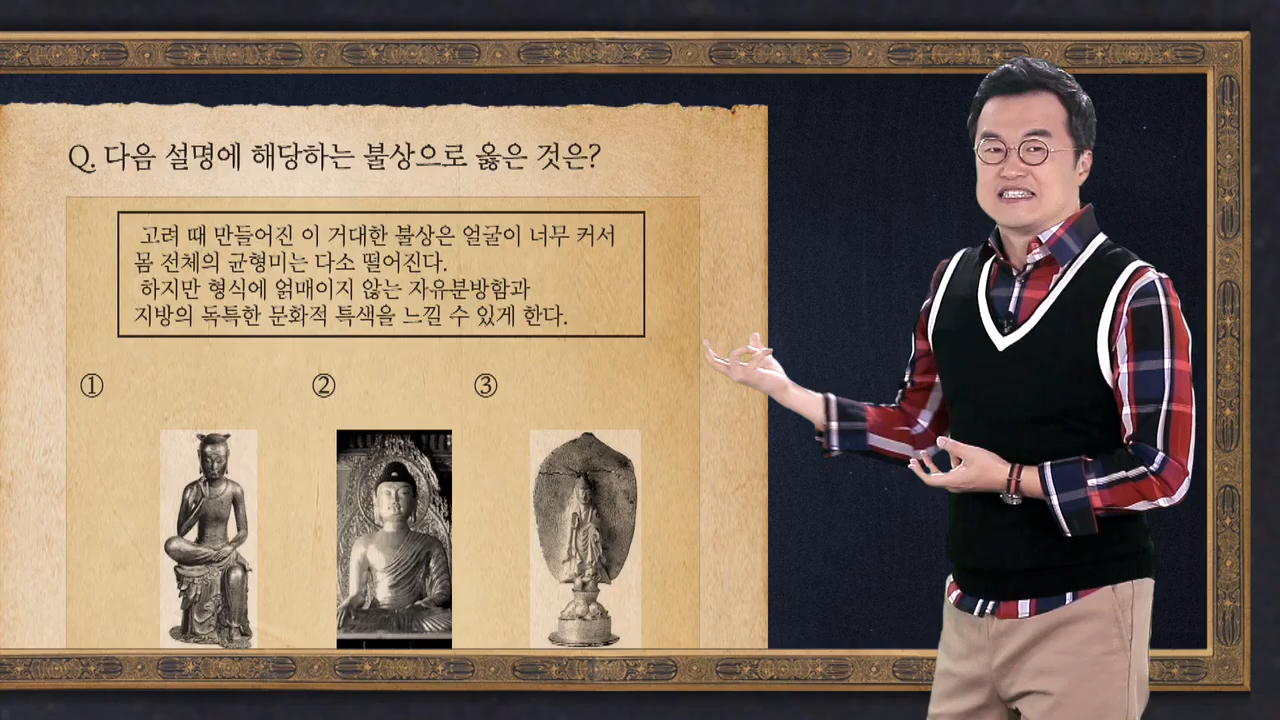 Q. 다음 설명에 해당하는 불상으로 옳은 것은?
고려 때 만들어진 이 거대한 불상은 얼굴이 너무 커서
몸 전체의 균형미는 다소 떨어진다.
하지만 형식에 얽매이지 않는 자유분방함과
지방의 독특한 문화적 특색을 느낄 수 있게 한다.
① ② ③